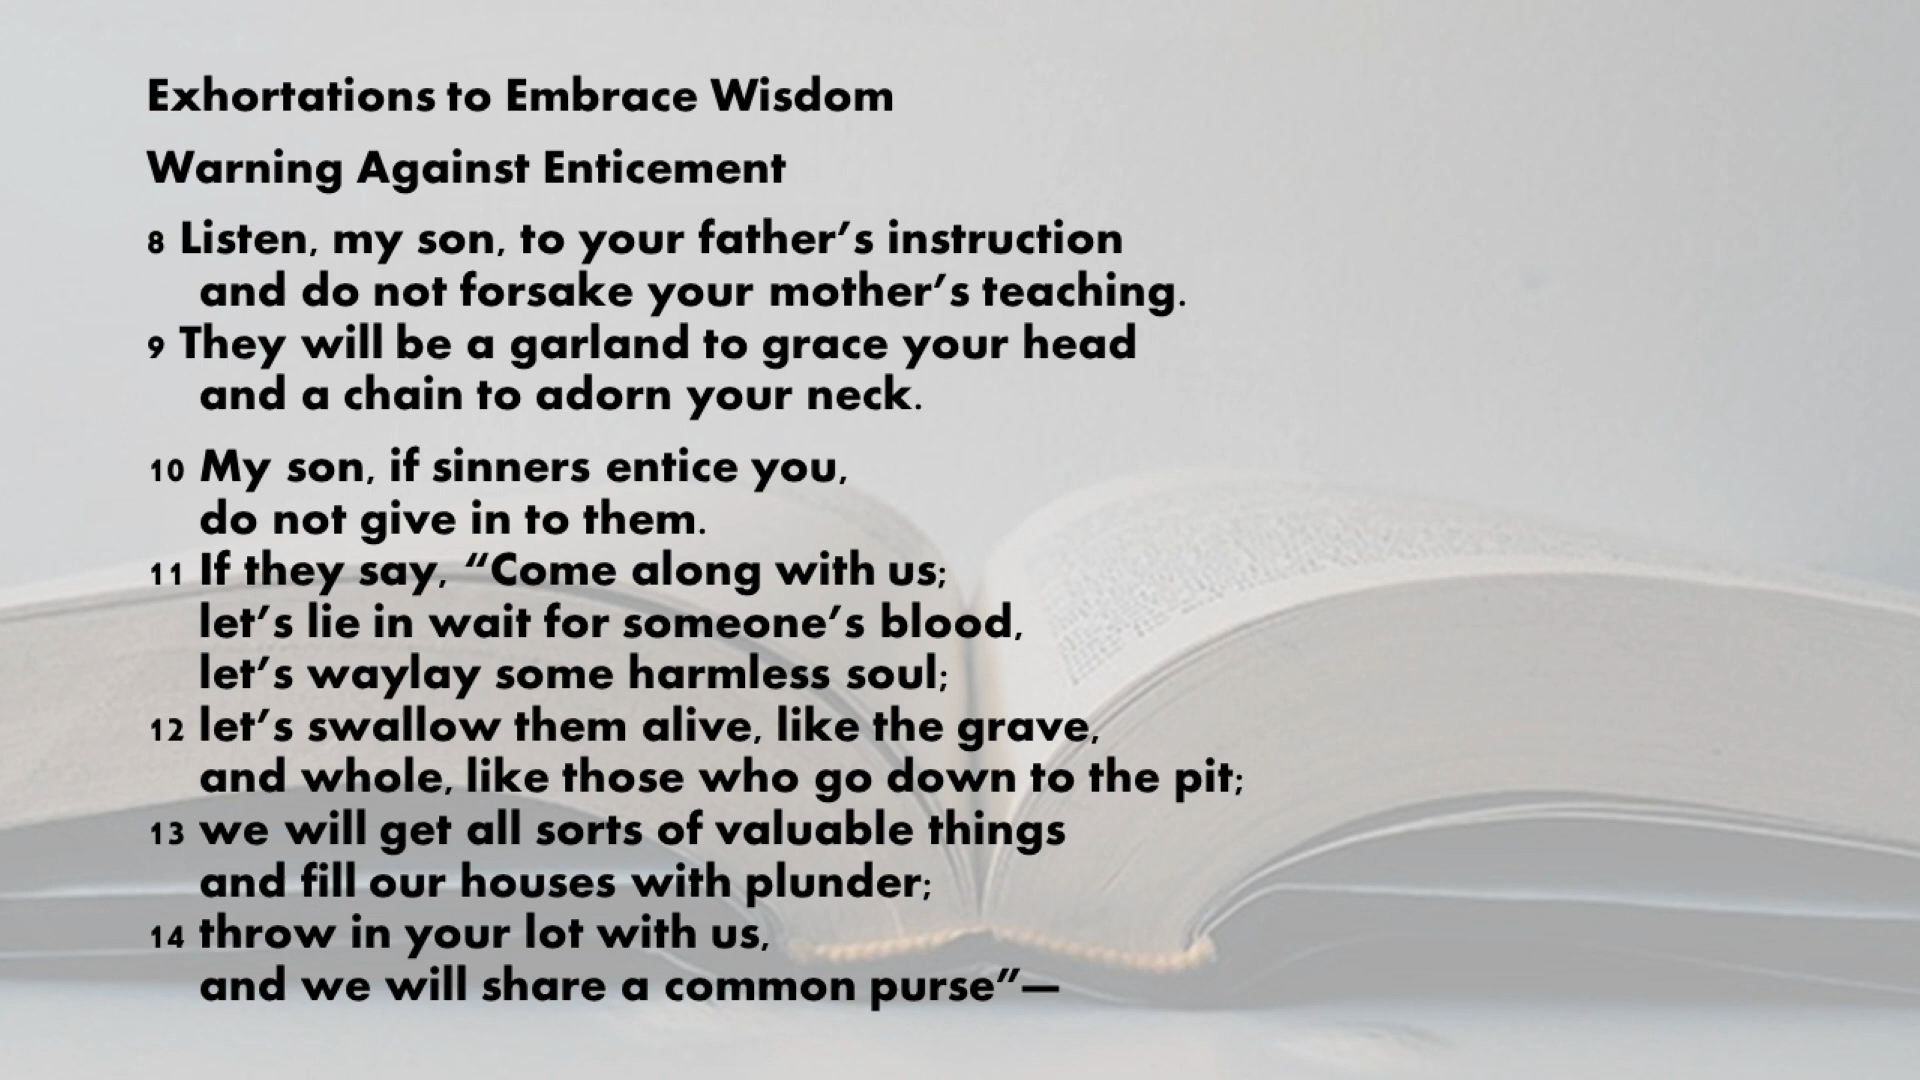 Exhortations to Embrace Wisdom
Warning Against Enticement
8 Listen, my son, to your father’s instruction
and do not forsake your mother’s teaching.
9 They will be a garland to grace your head
and a chain to adorn your neck.
10 My son, if sinners entice you,
do not give in to them.
11 If they say, “Come along with us;
let’s lie in wait for someone’s blood,
let’s waylay some harmless soul;
12 let’s swallow them alive, like the grave,
and whole, like those who go down to the pit;
13 we will get all sorts of valuable things
and fill our houses with plunder;
14 throw in your lot with us,
and we will share a common purse”—